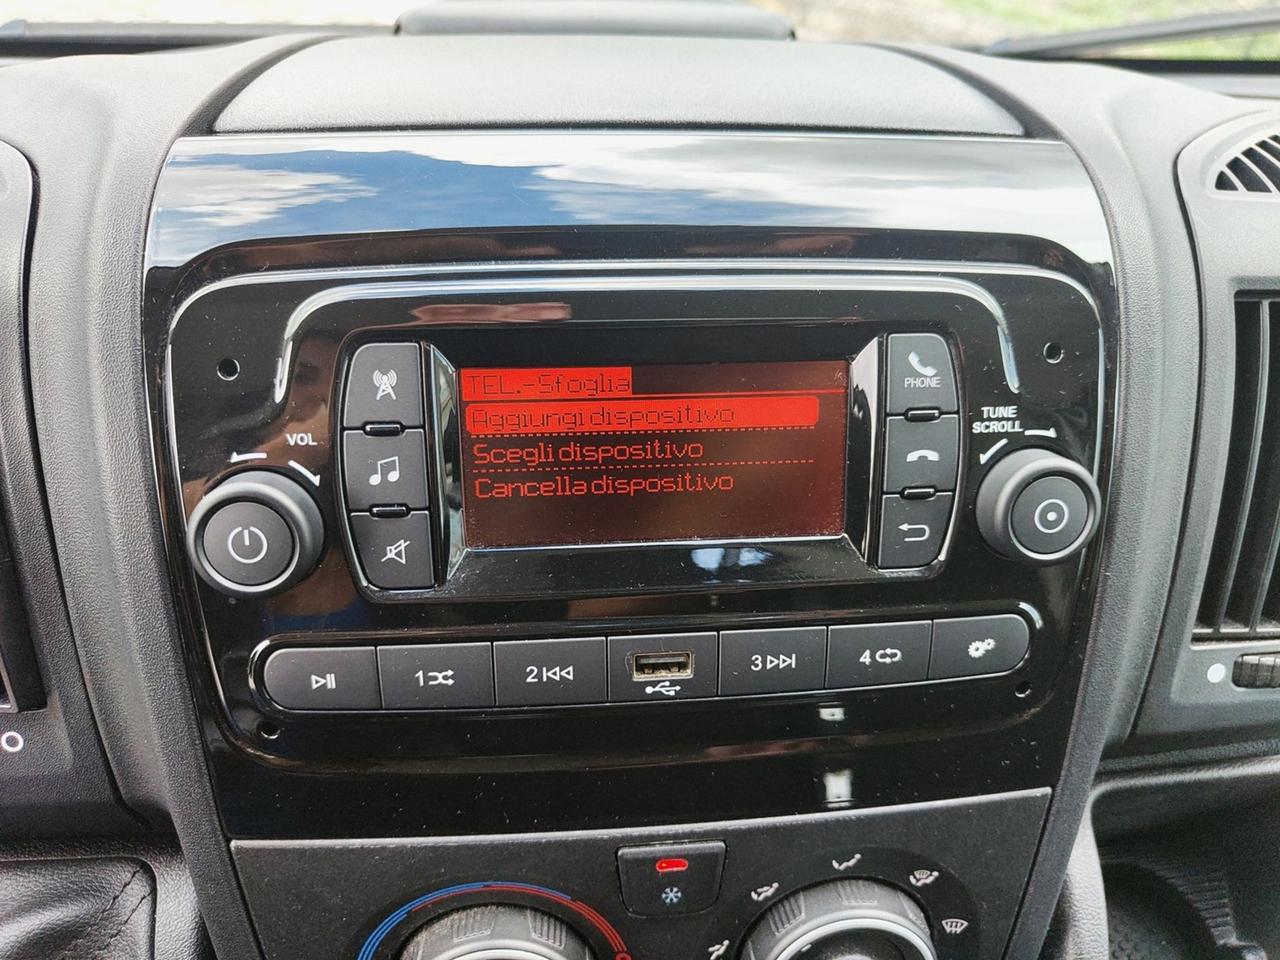 TEL.-Sfoglia
Aggiungi dispositivo
Scegli dispositivo
Cancella dispositivo
PHONE
VOL
TUNE
SCROLL
1
2
3
4